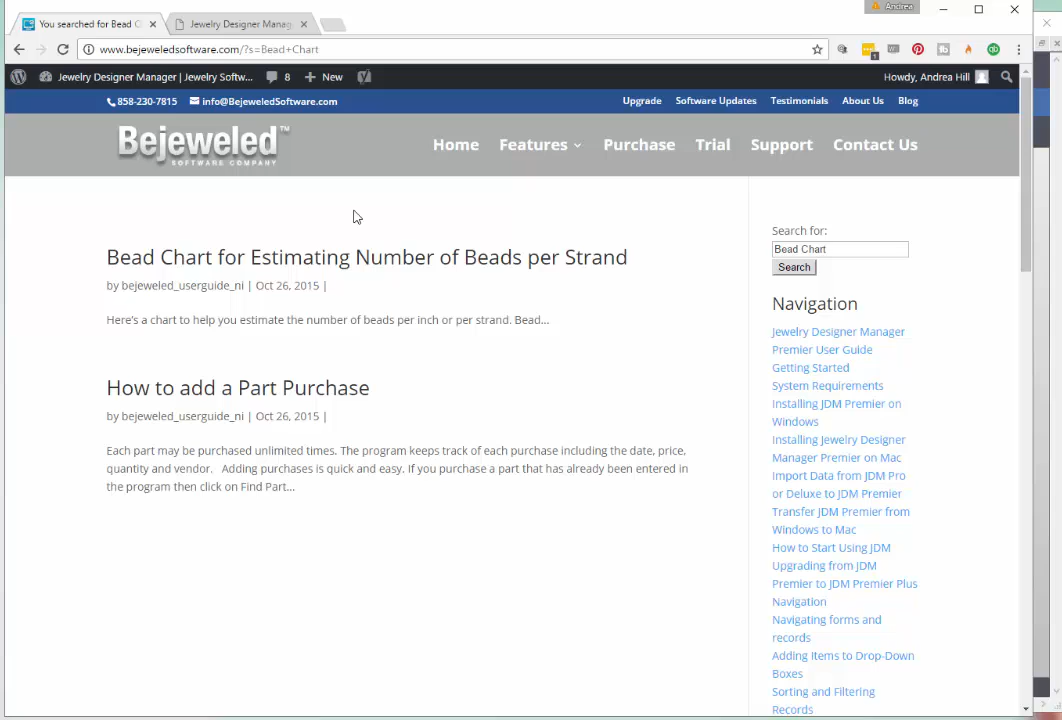 Andrea
You searched for Bead C
Jewelry Designer Manag
www.bejeweledsoftware.com/?s=Bead+Chart
Jewelry Designer Manager | Jewelry Softw... 8 New Howdy, Andrea Hill
858-230-7815 info@BejeweledSoftware.com Upgrade Software Updates Testimonials About Us Blog
Bejeweled™
SOFTWARE COMPANY
Home Features Purchase Trial Support Contact Us
Bead Chart for Estimating Number of Beads per Strand
by bejeweled_userguide_ni | Oct 26, 2015 |
Here's a chart to help you estimate the number of beads per inch or per strand. Bead...
How to add a Part Purchase
by bejeweled_userguide_ni | Oct 26, 2015 |
Each part may be purchased unlimited times. The program keeps track of each purchase including the date, price,
quantity and vendor. Adding purchases is quick and easy. If you purchase a part that has already been entered in
the program then click on Find Part...
Search for:
Bead Chart
Search
Navigation
Jewelry Designer Manager
Premier User Guide
Getting Started
System Requirements
Installing JDM Premier on
Windows
Installing Jewelry Designer
Manager Premier on Mac
Import Data from JDM Pro
or Deluxe to JDM Premier
Transfer JDM Premier from
Windows to Mac
How to Start Using JDM
Upgrading from JDM
Premier to JDM Premier Plus
Navigation
Navigating forms and
records
Adding Items to Drop-Down
Boxes
Sorting and Filtering
Records